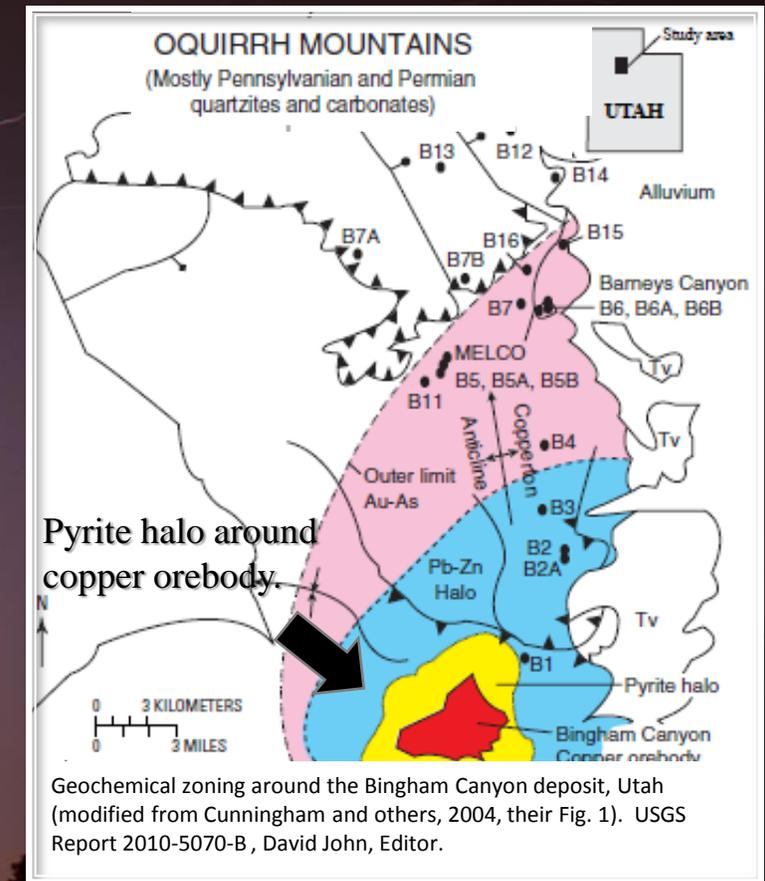 OQUIRRH MOUNTAINS
(Mostly Pennsylvanian and Permian
quartzites and carbonates)
Study area
UTAH
B13
B12
B14
Alluvium
B7A
B16
B15
B7B
Barneys Canyon
B7
B6, B6A, B6B
MELCO
Tv
B5, B5A, B5B
B11
Anticline
Copperton
B4
Tv
Outer limit
Au-As
B3
Pyrite halo around
copper orebody.
B2
B2A
Pb-Zn
Halo
N
Tv
B1
Pyrite halo
0 3 KILOMETERS
0 3 MILES
Bingham Canyon
Copper orebody
Geochemical zoning around the Bingham Canyon deposit, Utah
(modified from Cunningham and others, 2004, their Fig. 1). USGS
Report 2010-5070-B , David John, Editor.